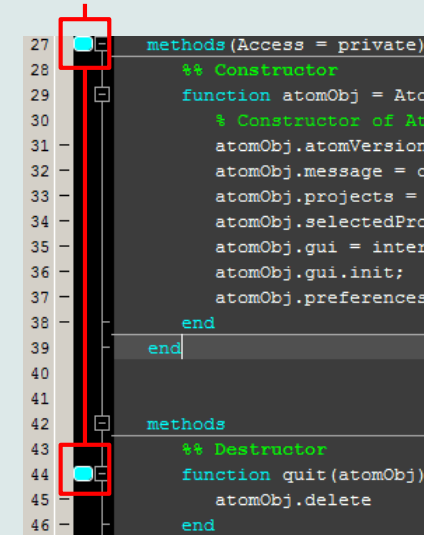 27 methods(Access = private)
28 %% Constructor
29 function atomObj = Ato
30 % Constructor of At
31 - atomObj.atomVersion
32 - atomObj.message = c
33 - atomObj.projects =
34 - atomObj.selectedPro
35 - atomObj.gui = inter
36 - atomObj.gui.init;
37 - atomObj.preferences
38 - end
39 end
40
41
42 methods
43 %% Destructor
44 function quit(atomObj)
45 - atomObj.delete
46 - end